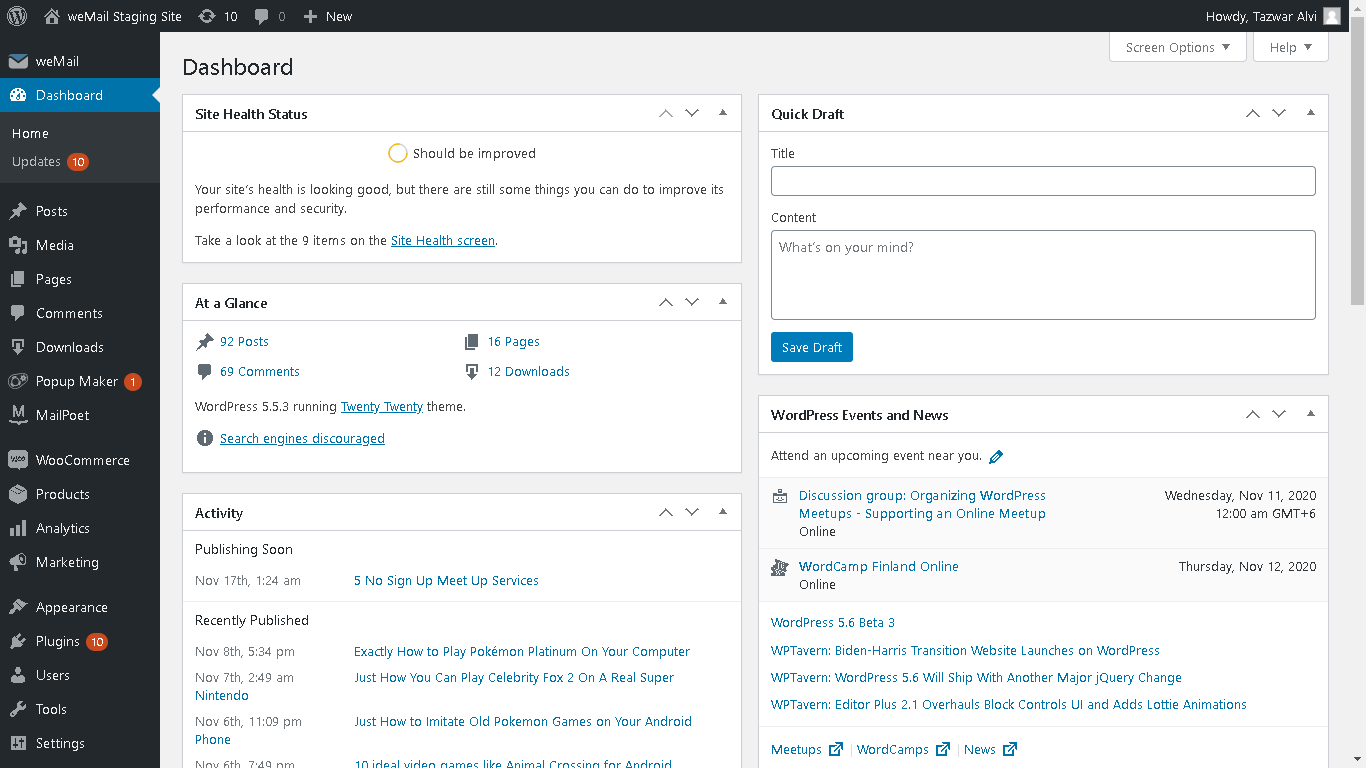 weMail Staging Site 10 0 New Howdy, Tazwar Alvi
weMail
Dashboard
Home
Updates 10
Posts
Media
Pages
Comments
Downloads
Popup Maker 1
MailPoet
WooCommerce
Products
Analytics
Marketing
Appearance
Plugins 10
Users
Tools
Settings
Screen Options Help
Dashboard
Site Health Status
Should be improved
Your site's health is looking good, but there are still some things you can do to improve its
performance and security.
Take a look at the 9 items on the Site Health screen.
At a Glance
92 Posts 16 Pages
69 Comments 12 Downloads
WordPress 5.5.3 running Twenty Twenty theme.
Search engines discouraged
Activity
Publishing Soon
Nov 17th, 1:24 am 5 No Sign Up Meet Up Services
Recently Published
Nov 8th, 5:34 pm Exactly How to Play Pokémon Platinum On Your Computer
Nov 7th, 2:49 am Just How You Can Play Celebrity Fox 2 On A Real Super
Nintendo
Nov 6th, 11:09 pm Just How to Imitate Old Pokemon Games on Your Android
Phone
Nov 6th, 7:49 pm 10 ideal video games like Animal Crossing for Android
Quick Draft
Title
Content
What's on your mind?
Save Draft
WordPress Events and News
Attend an upcoming event near you.
Discussion group: Organizing WordPress Wednesday, Nov 11, 2020
Meetups - Supporting an Online Meetup 12:00 am GMT+6
Online
WordCamp Finland Online Thursday, Nov 12, 2020
Online
WordPress 5.6 Beta 3
WPTavern: Biden-Harris Transition Website Launches on WordPress
WPTavern: WordPress 5.6 Will Ship With Another Major jQuery Change
WPTavern: Editor Plus 2.1 Overhauls Block Controls UI and Adds Lottie Animations
Meetups | WordCamps | News